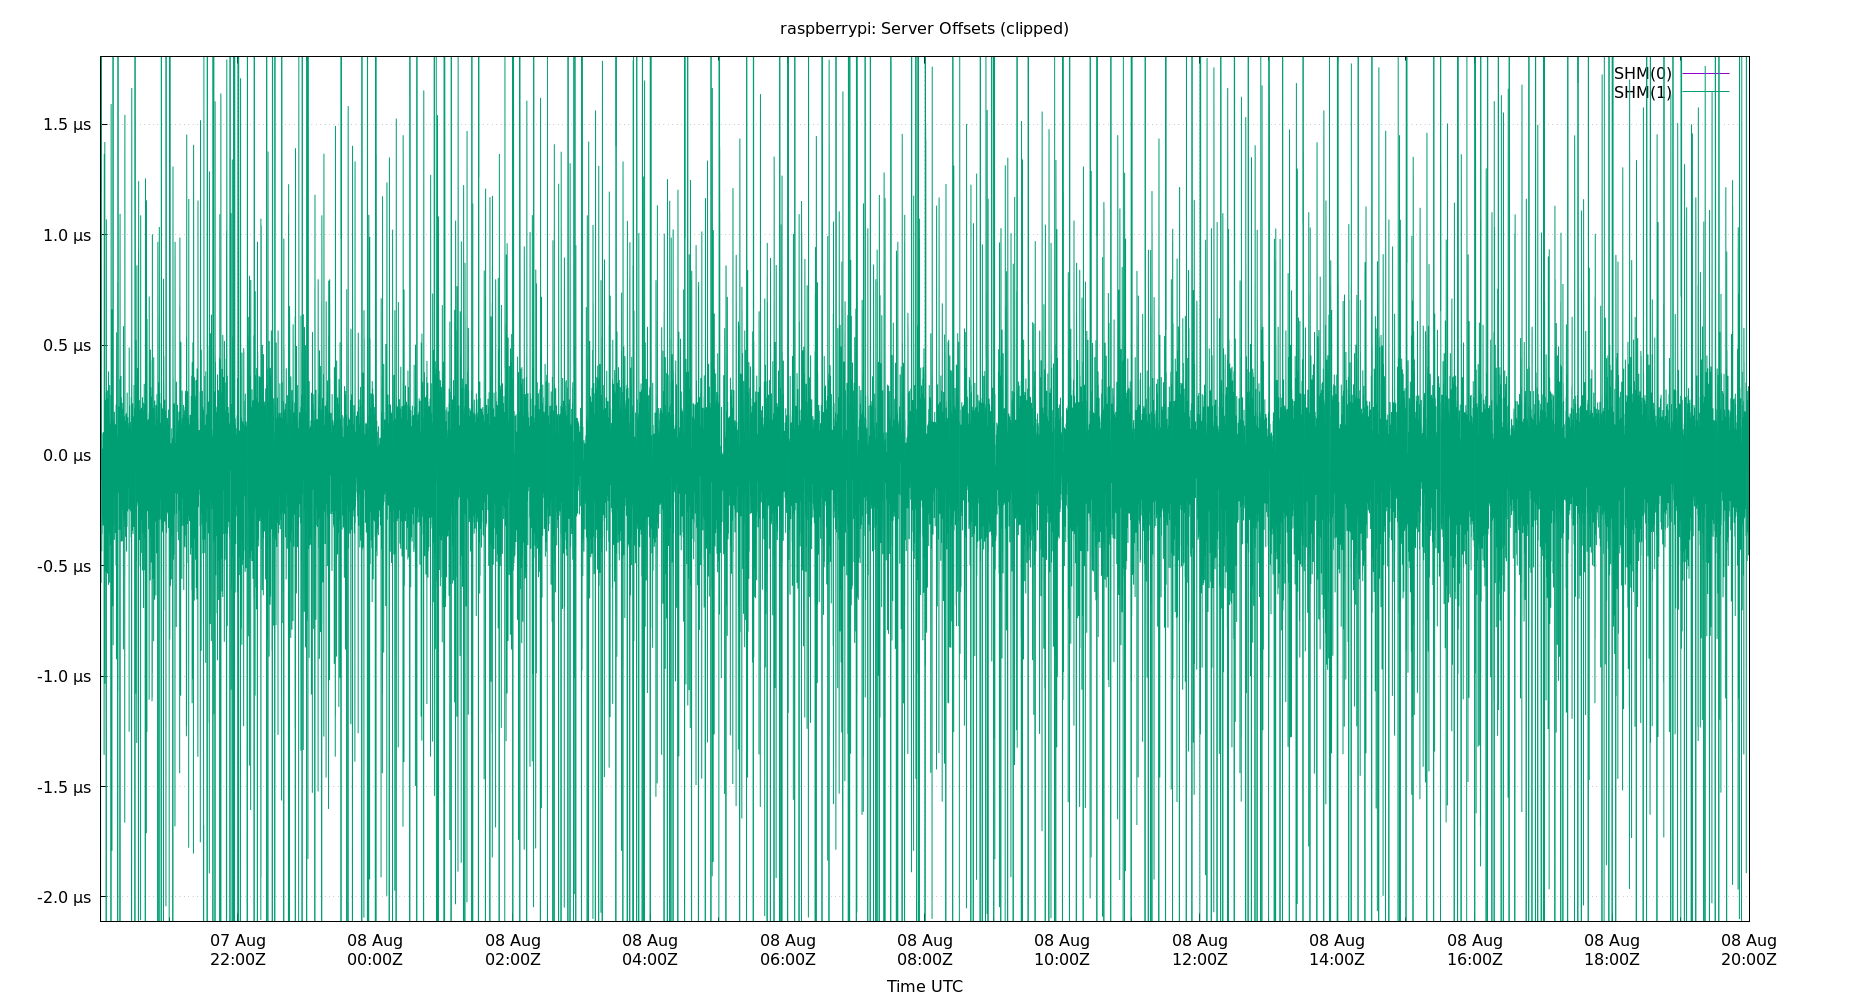 raspberrypi: Server Offsets (clipped)
SHM(0)
SHM(1)
1.5 µs
1.0 µs
0.5 µs
0.0 µs
-0.5 µs
-1.0 µs
-1.5 µs
-2.0 µs
07 Aug 08 Aug 08 Aug 08 Aug 08 Aug 08 Aug 08 Aug 08 Aug 08 Aug 08 Aug 08 Aug 08 Aug
22:00Z 00:00Z 02:00Z 04:00Z 06:00Z 08:00Z 10:00Z 12:00Z 14:00Z 16:00Z 18:00Z 20:00Z
Time UTC